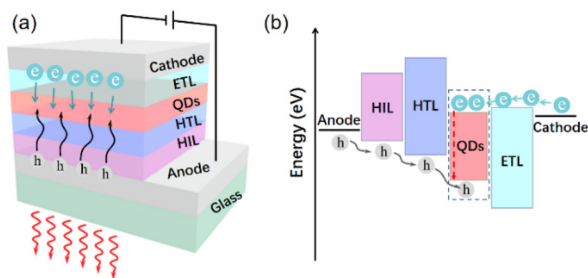 (a)
e e e e e
Cathode
ETL
QDs
HTL
HIL
h h h h
Anode
Glass
(b)
Energy (eV)
Anode
HIL
HTL
QDs
ETL
Cathode
e e e e e
h h h h